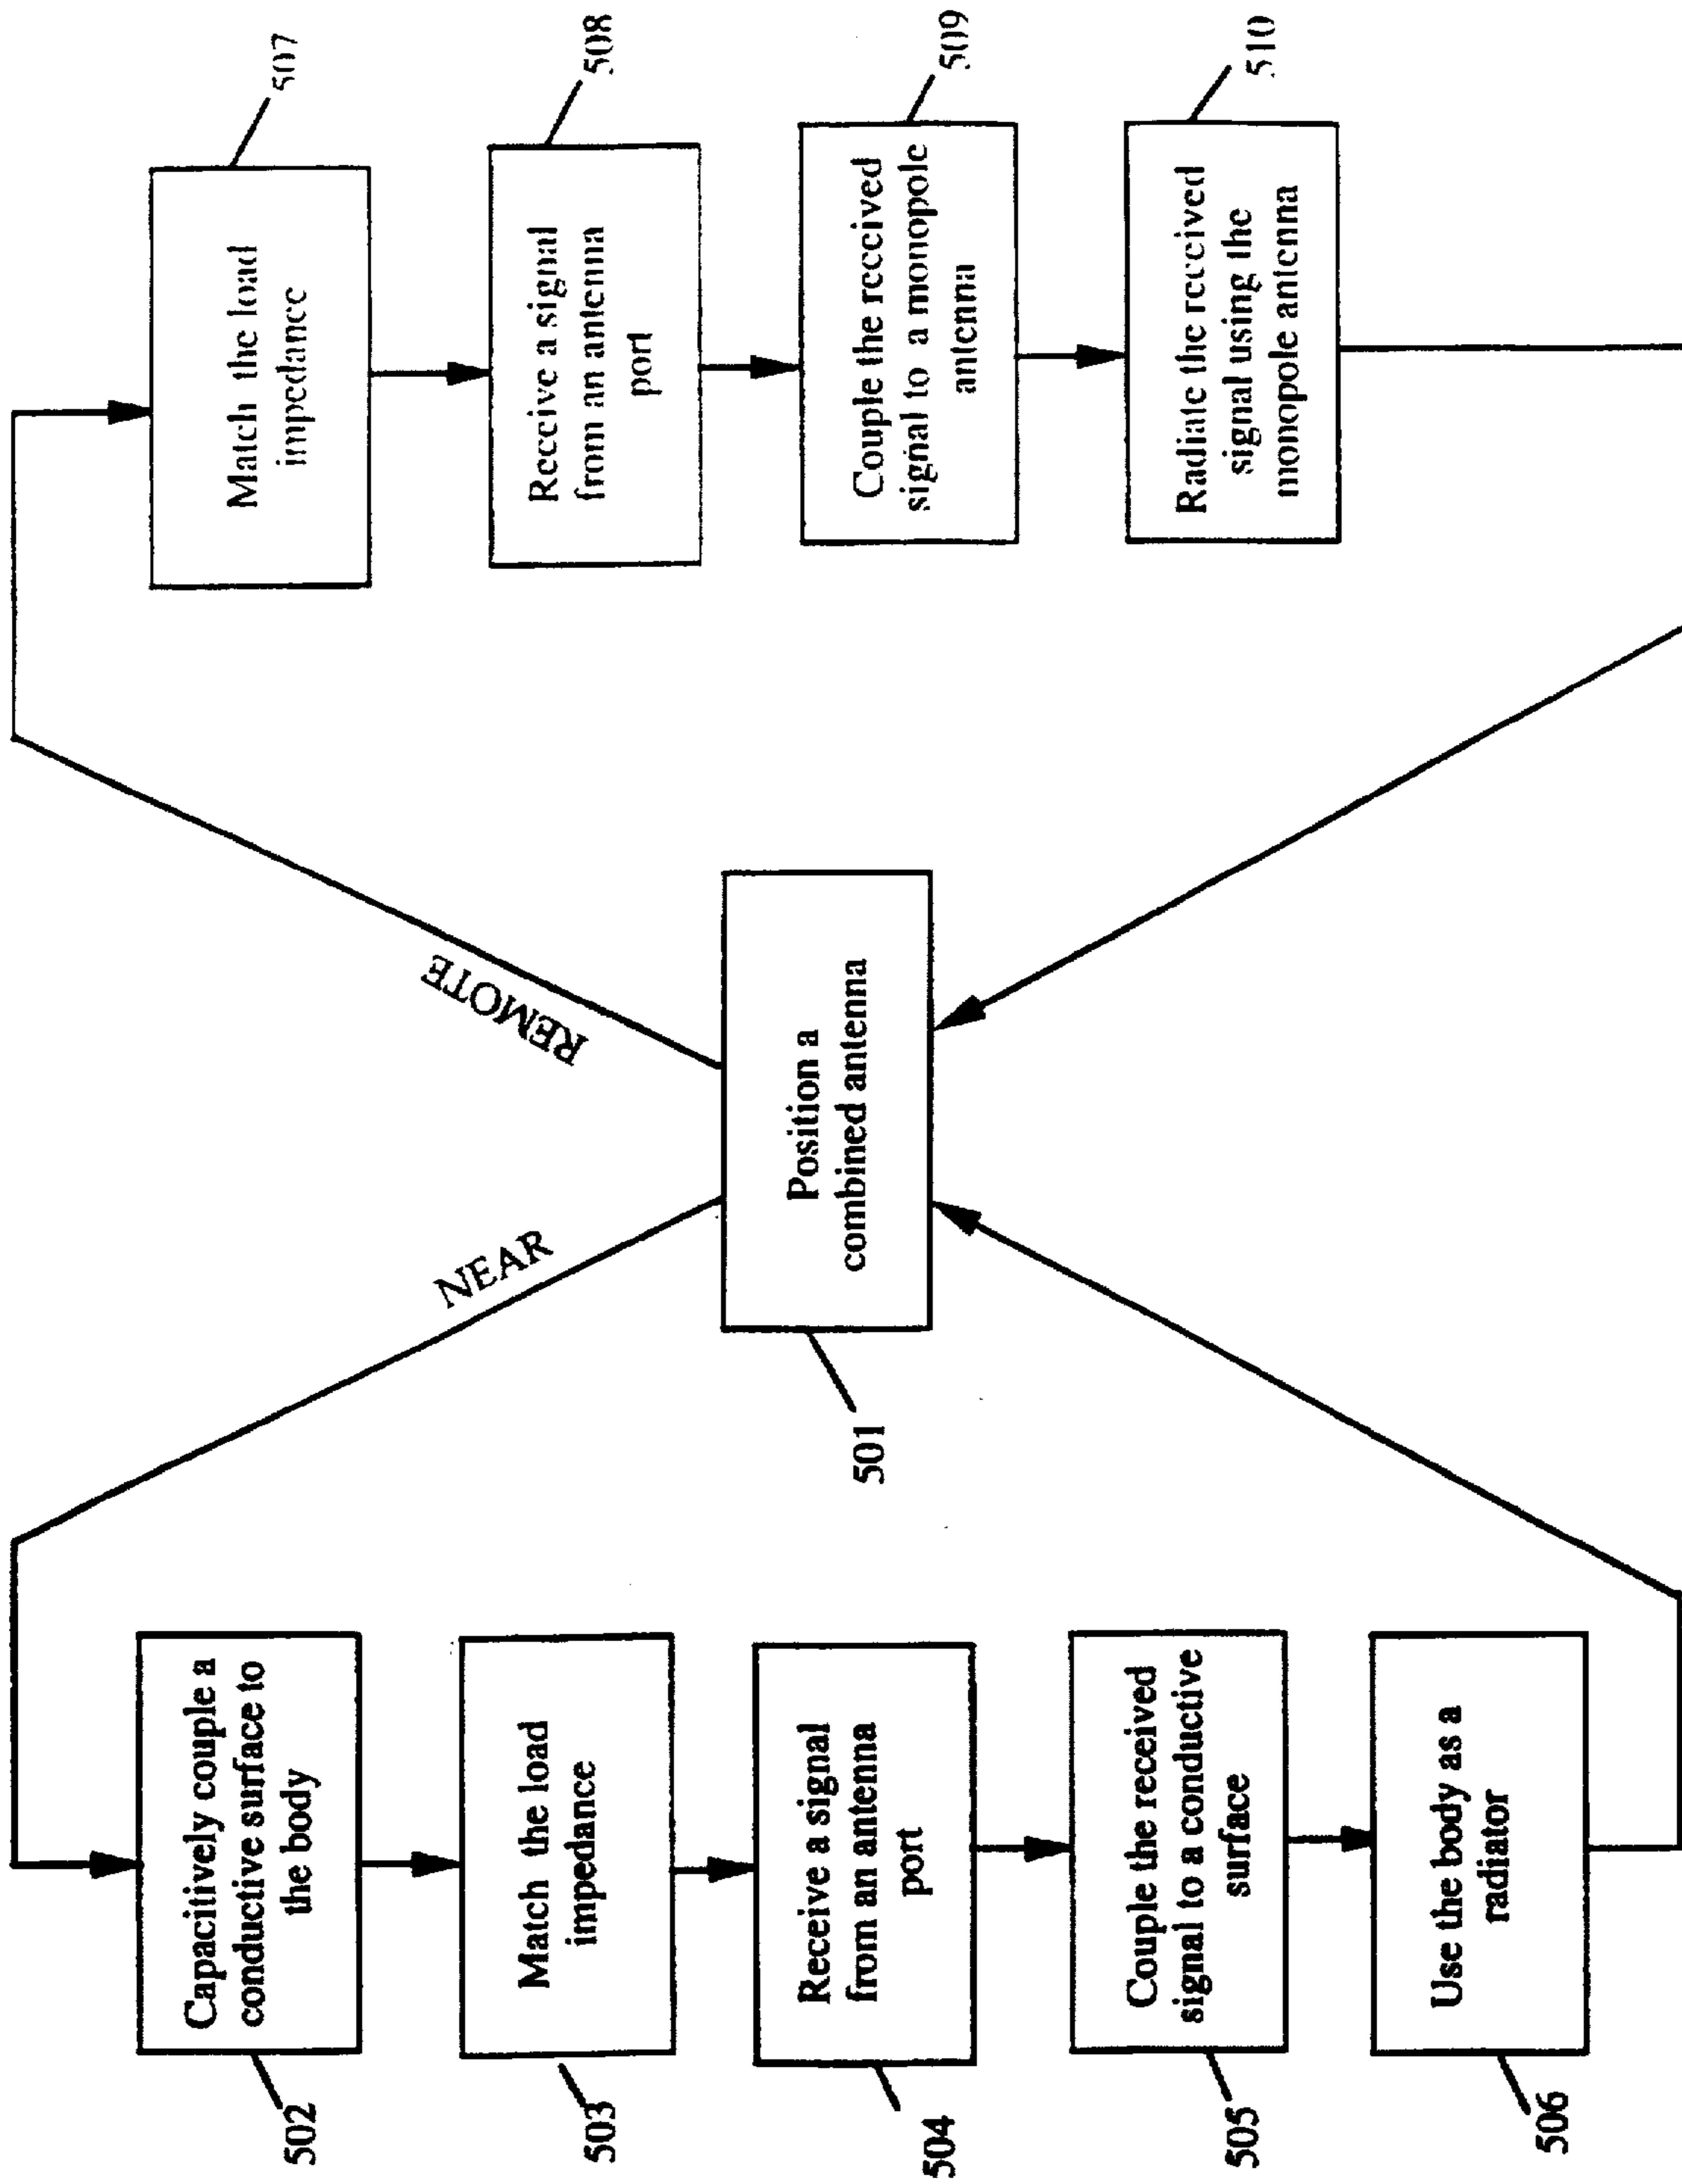 502
Capacitively couple a
conductive surface to
the body
503
Match the load
impedance
504
Receive a signal
from an antenna
port
505
Couple the received
signal to a conductive
surface
506
Use the body as a
radiator
NEAR
501
Position a
combined antenna
REMOTE
507
Match the load
impedance
508
Receive a signal
from an antenna
port
509
Couple the received
signal to a monopole
antenna
510
Radiate the received
signal using the
monopole antenna